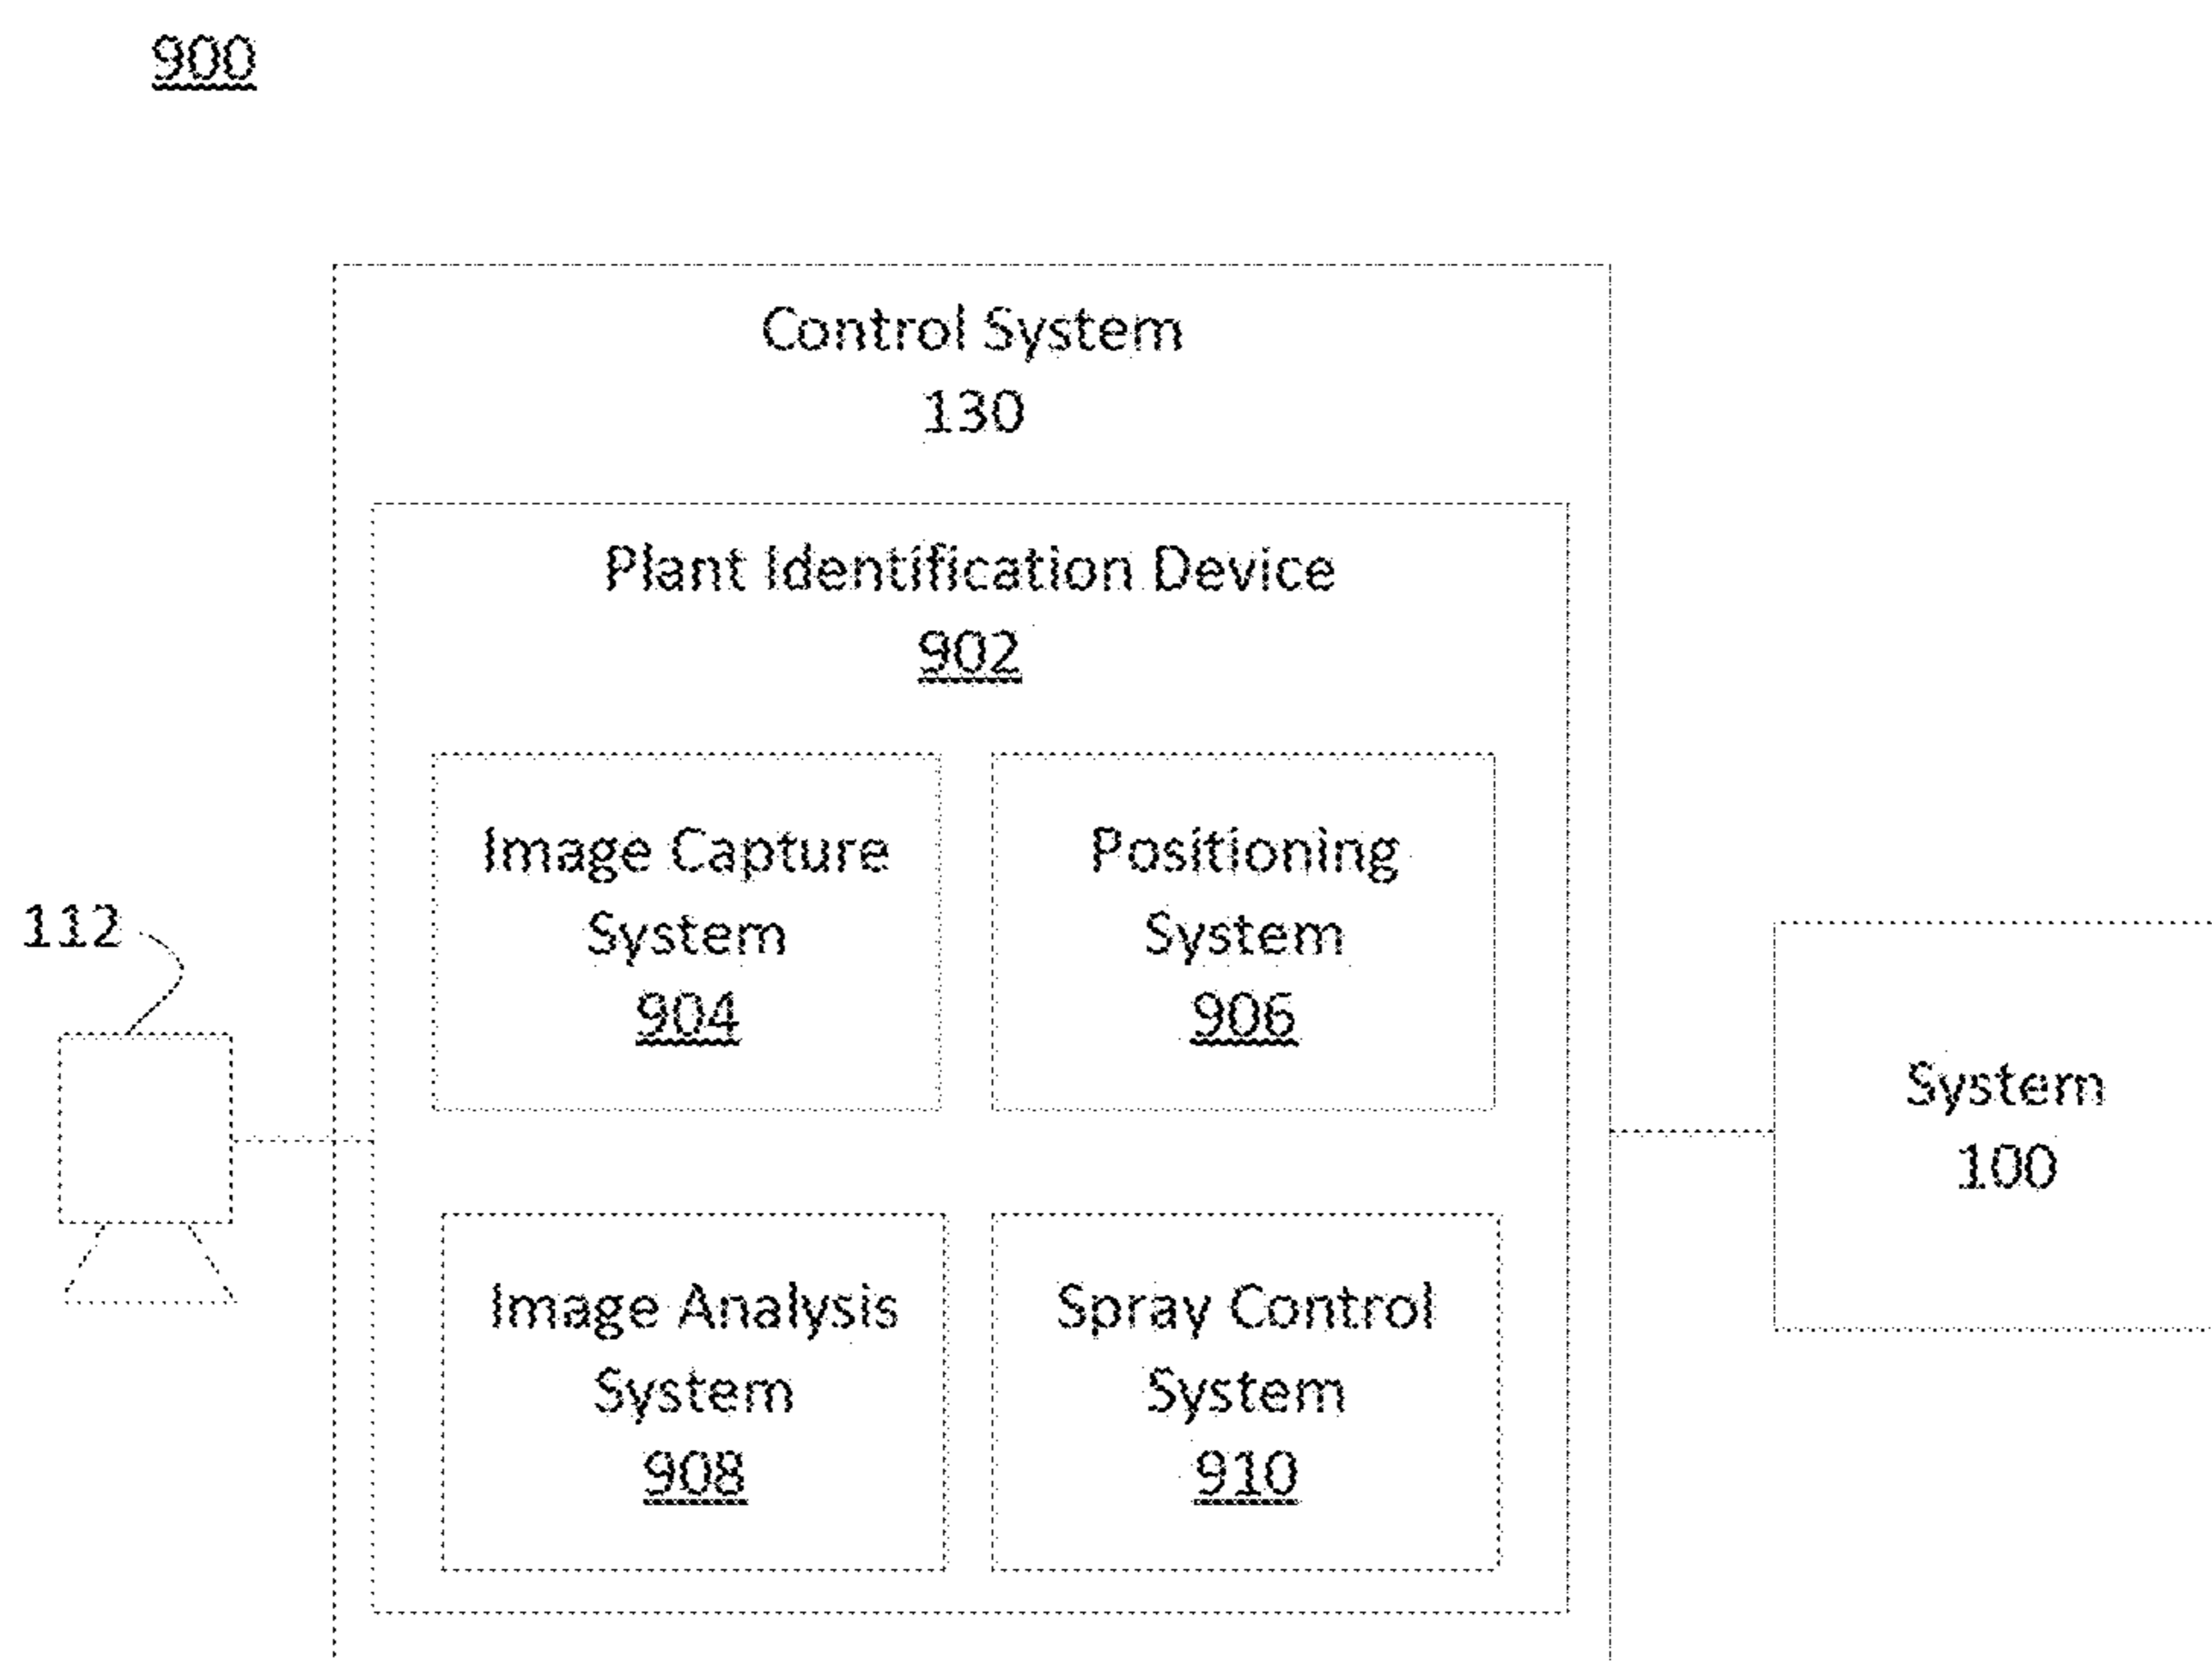 900
Control System
130
Plant Identification Device
902
Image Capture
System
904
Positioning
System
906
112
System
100
Image Analysis
System
908
Spray Control
System
910